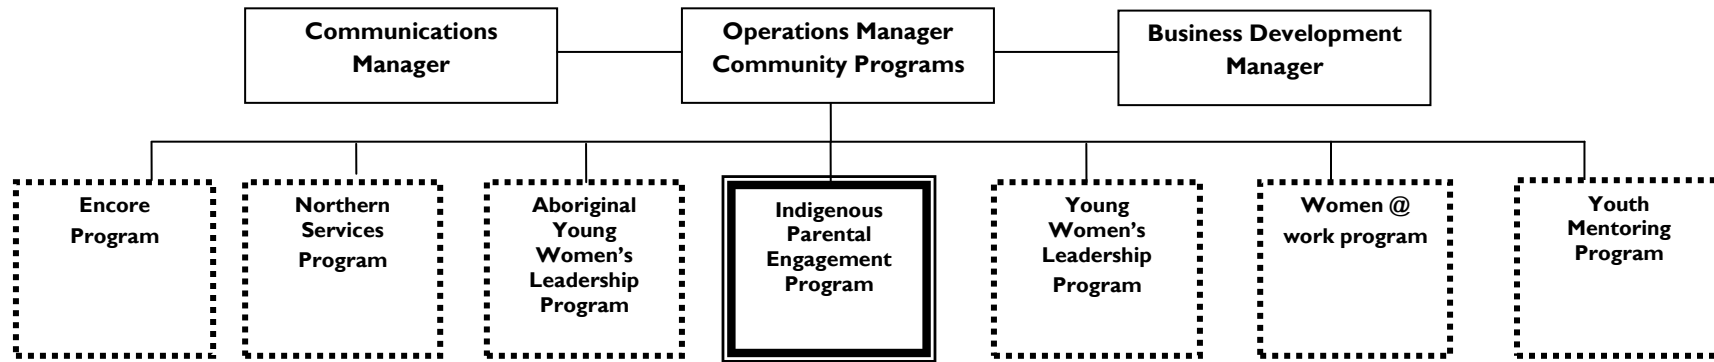 Communications
Manager
Operations Manager
Community Programs
Business Development
Manager
Encore
Program
Northern
Services
Program
Aboriginal
Young
Women’s
Leadership
Program
Indigenous
Parental
Engagement
Program
Young
Women’s
Leadership
Program
Women @
work program
Youth
Mentoring
Program